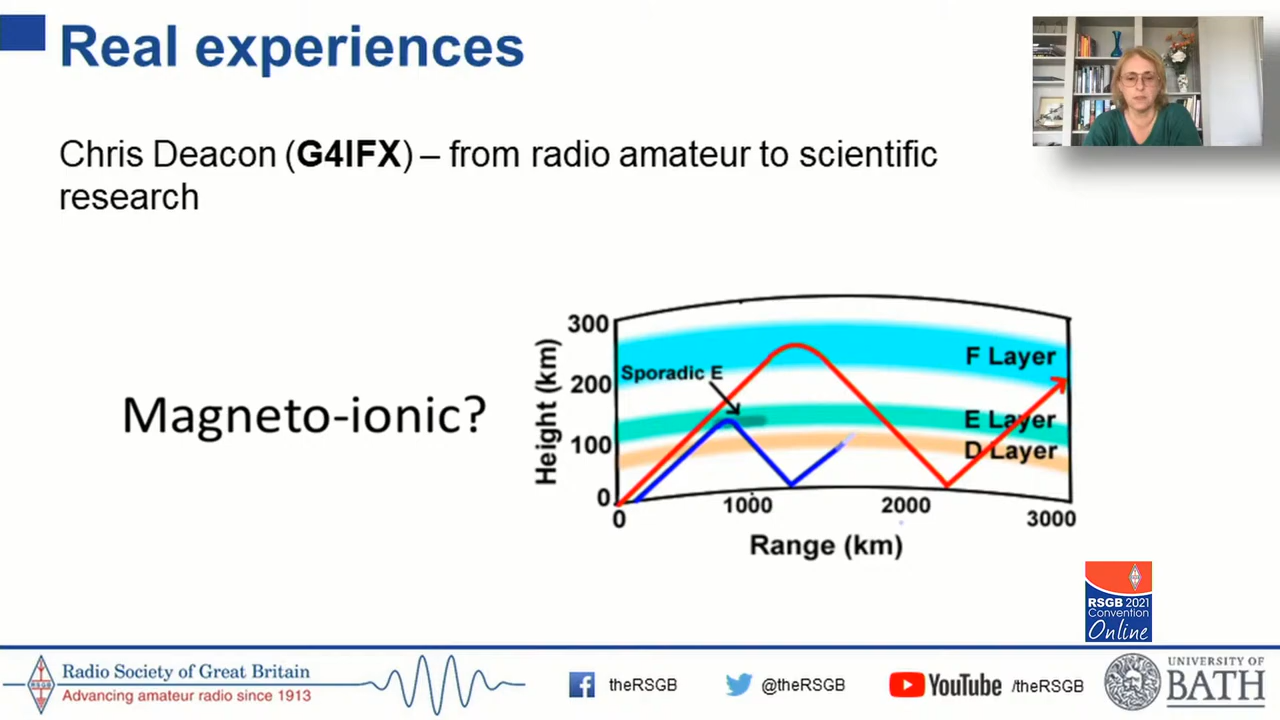 Real experiences
Chris Deacon (G4IFX) – from radio amateur to scientific
research
Magneto-ionic?
Height (km)
300
200
100
0
Sporadic E
F Layer
E Layer
D Layer
0
1000
2000
3000
Range (km)
RSGB 2021
Convention
Online
RSGB
Radio Society of Great Britain
Advancing amateur radio since 1913
theRSGB
@theRSGB
YouTube /theRSGB
UNIVERSITY OF
BATH